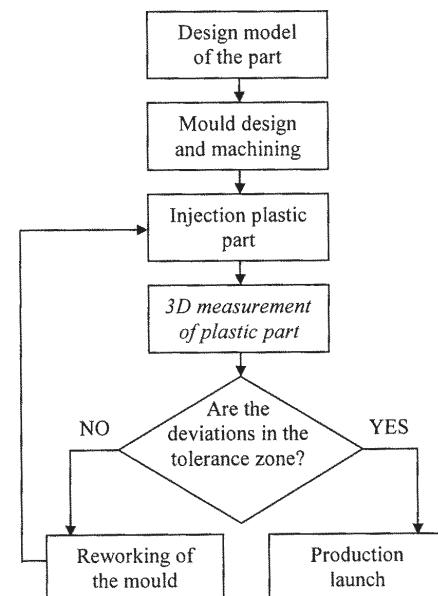 Design model
of the part
Mould design
and machining
Injection plastic
part
3D measurement
of plastic part
Are the
deviations in the
tolerance zone?
NO
YES
Reworking of
the mould
Production
launch